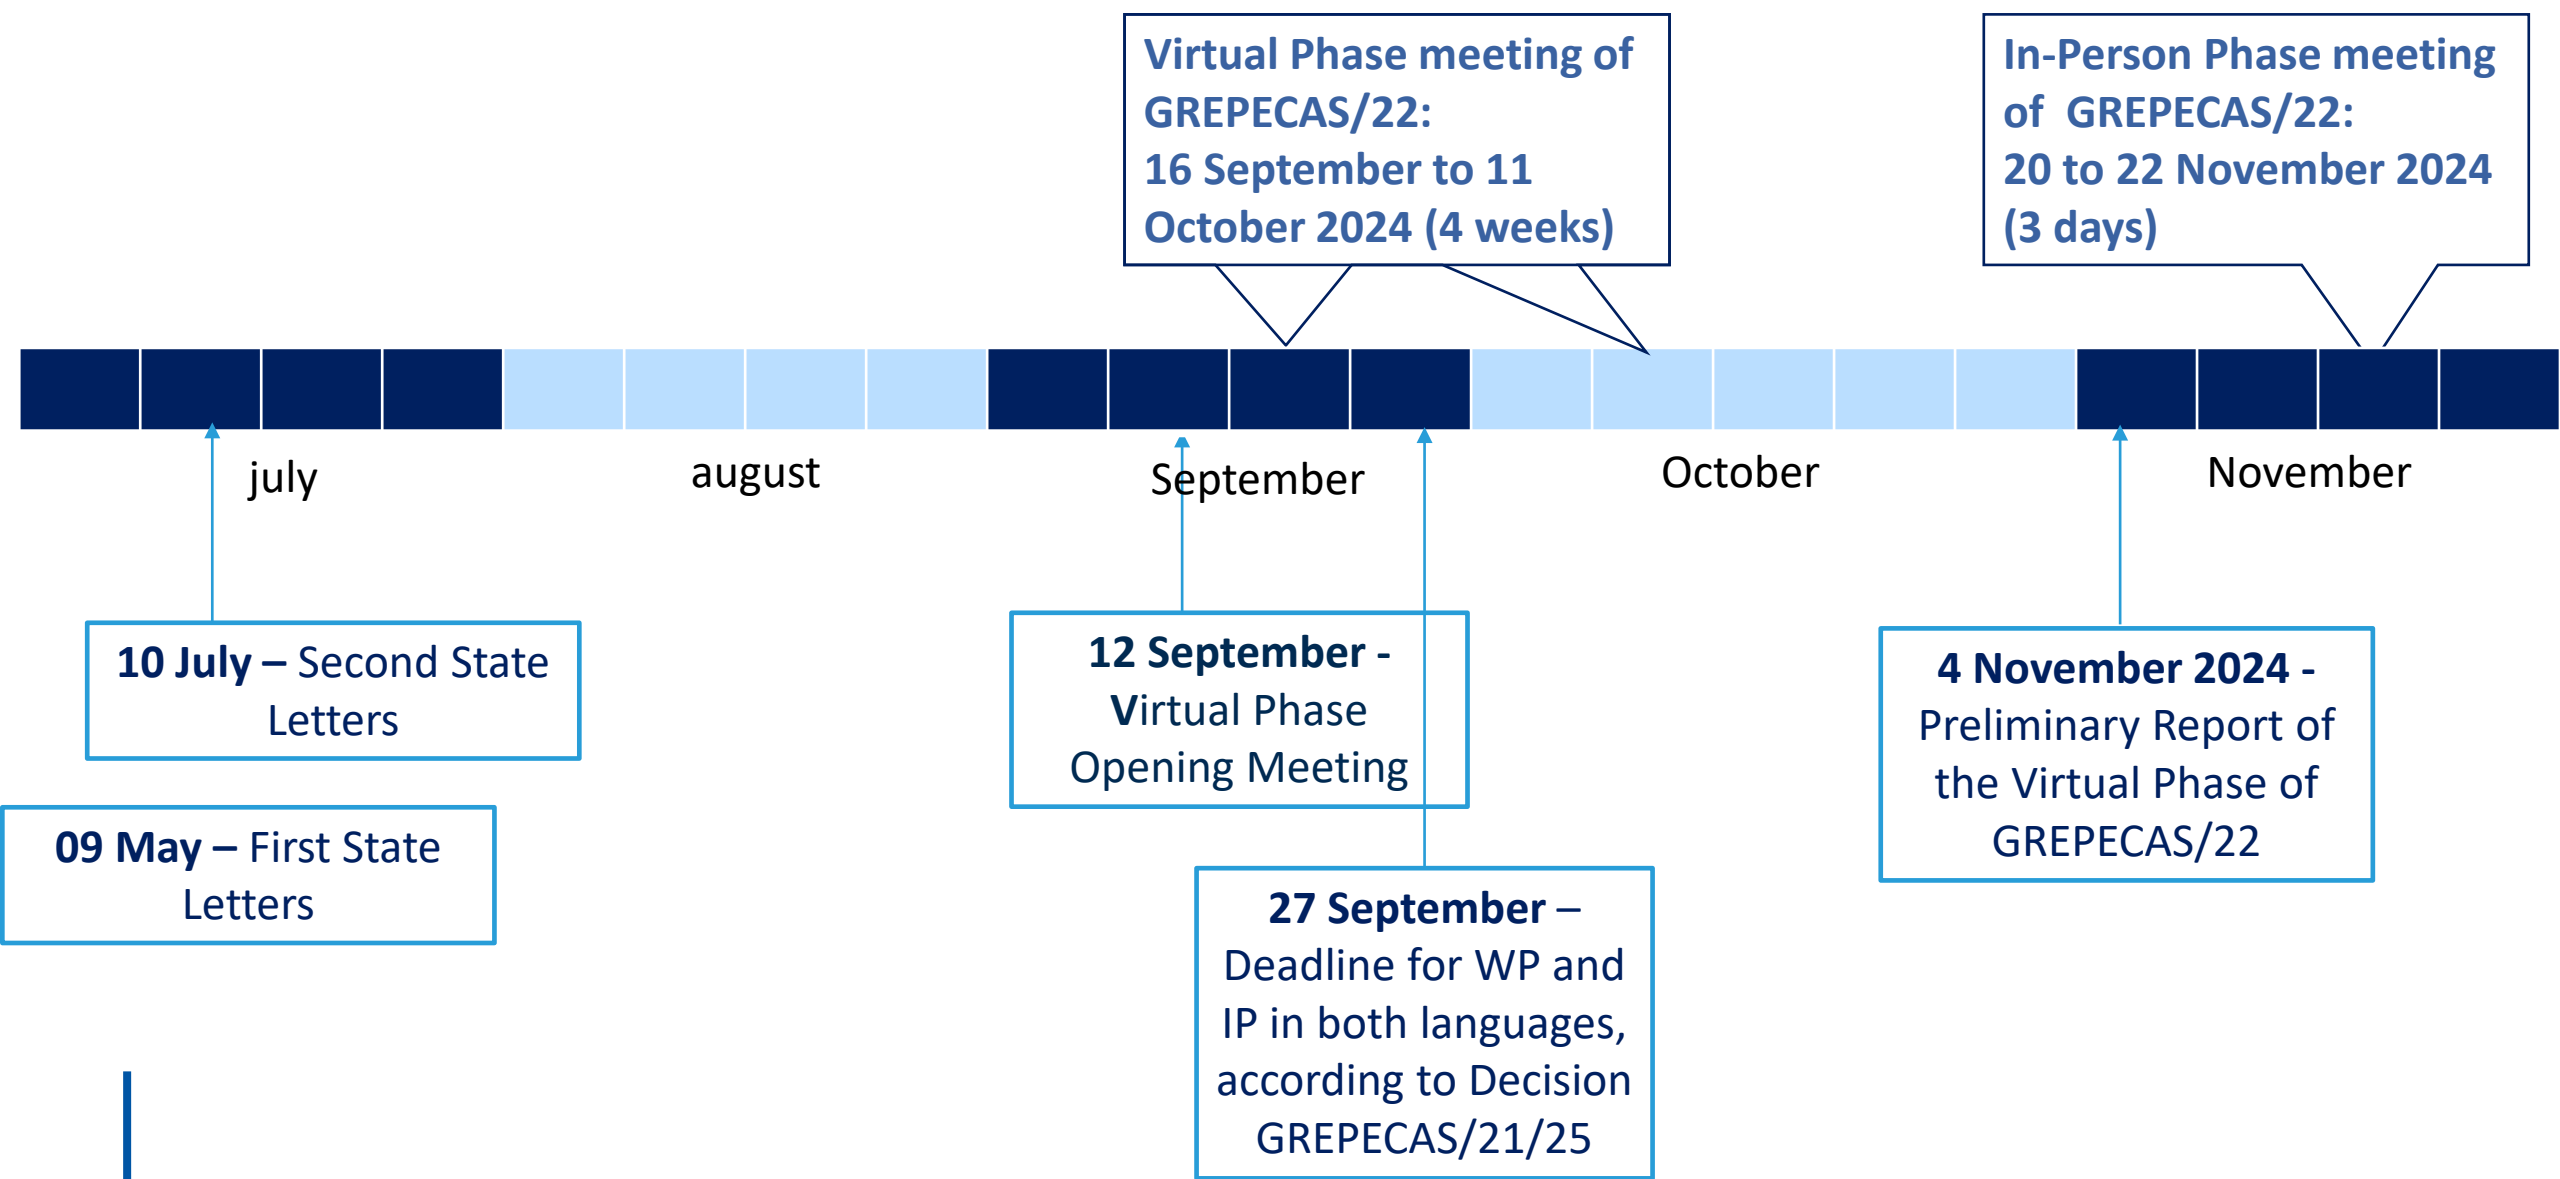 Virtual Phase meeting of
GREPECAS/22:
16 September to 11
October 2024 (4 weeks)
In-Person Phase meeting
of GREPECAS/22:
20 to 22 November 2024
(3 days)
july
august
September
October
November
10 July – Second State
Letters
09 May – First State
Letters
12 September -
Virtual Phase
Opening Meeting
27 September –
Deadline for WP and
IP in both languages,
according to Decision
GREPECAS/21/25
4 November 2024 -
Preliminary Report of
the Virtual Phase of
GREPECAS/22